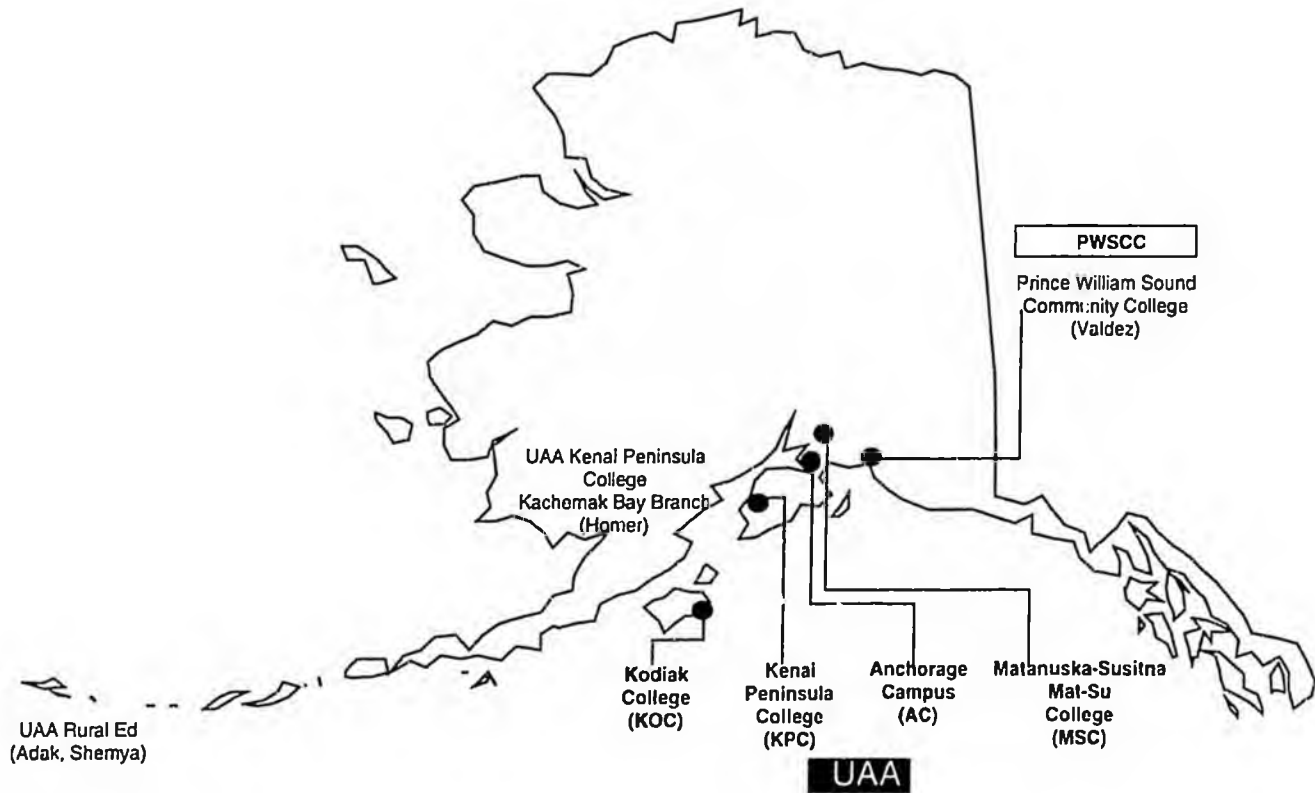 PWSCC
Prince William Sound
Community College
(Valdez)
UAA Kenai Peninsula
College
Kachemak Bay Branch
(Homer)
Kodiak
College
(KOC)
Kenai
Peninsula
College
(KPC)
Anchorage
Campus
(AC)
Matanuska-Susitna
Mat-Su
College
(MSC)
UAA Rural Ed
(Adak, Shemya)
UAA